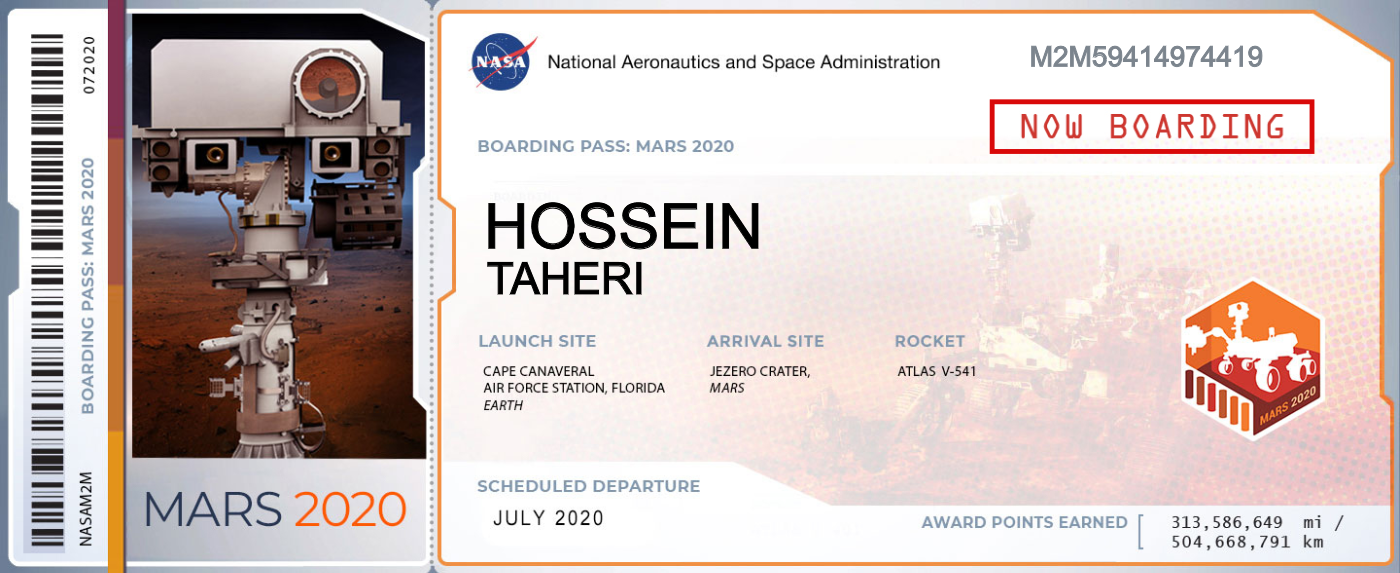 072020
BOARDING PASS: MARS 2020
NASAM2M
MARS 2020
NASA
National Aeronautics and Space Administration
M2M59414974419
NOW BOARDING
BOARDING PASS: MARS 2020
HOSSEIN
TAHERI
LAUNCH SITE
CAPE CANAVERAL
AIR FORCE STATION, FLORIDA
EARTH
ARRIVAL SITE
JEZERO CRATER,
MARS
ROCKET
ATLAS V-541
MARS 2020
SCHEDULED DEPARTURE
JULY 2020
AWARD POINTS EARNED
313,586,649 mi /
504,668,791 km